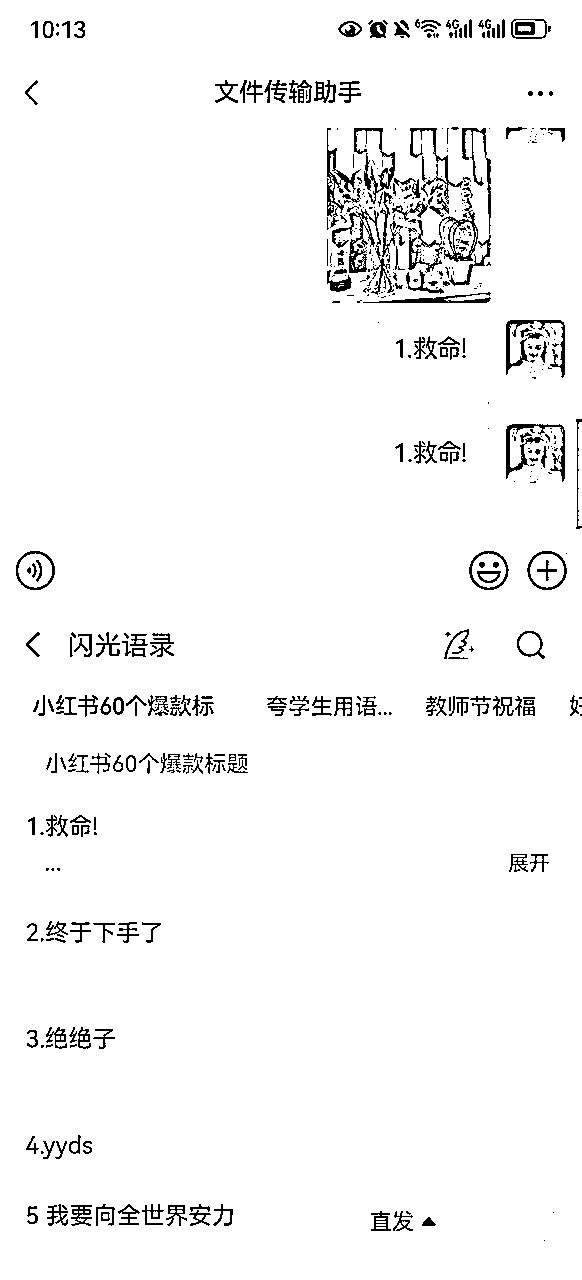 10:13
文件传输助手
1.救命!
1.救命!
闪光语录
小红书60个爆款标 夸学生用语... 教师节祝福
小红书60个爆款标题
1.救命!
... 展开
2.终于下手了
3.绝绝子
4.yyds
5 我要向全世界安力 直发